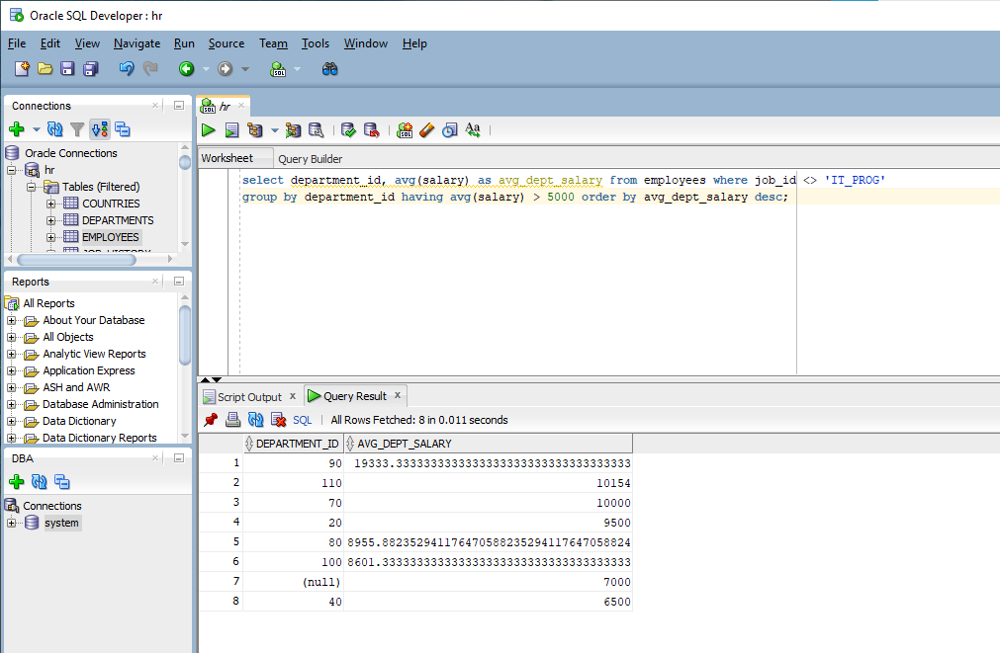 Oracle SQL Developer : hr
File Edit View Navigate Run Source Team Tools Window Help
SQL
Connections
Oracle Connections
hr
Tables (Filtered)
COUNTRIES
DEPARTMENTS
EMPLOYEES
JOB_HISTORY
Reports
All Reports
About Your Database
All Objects
Analytic View Reports
Application Express
ASH and AWR
Database Administration
Data Dictionary
Data Dictionary Reports
DBA
Connections
system
SQL hr
SQL Aa
Worksheet Query Builder
select department_id, avg(salary) as avg_dept_salary from employees where job_id <> 'IT_PROG'
group by department_id having avg(salary) > 5000 order by avg_dept_salary desc;
Script Output x Query Result x
SQL | All Rows Fetched: 8 in 0.011 seconds
DEPARTMENT_ID AVG_DEPT_SALARY
1 90 19333.3333333333333333333333333333333333
2 110 10154
3 70 10000
4 20 9500
5 80 8955.88235294117647058823529411764705882
6 100 8601.33333333333333333333333333333333333
7 (null) 7000
8 40 6500